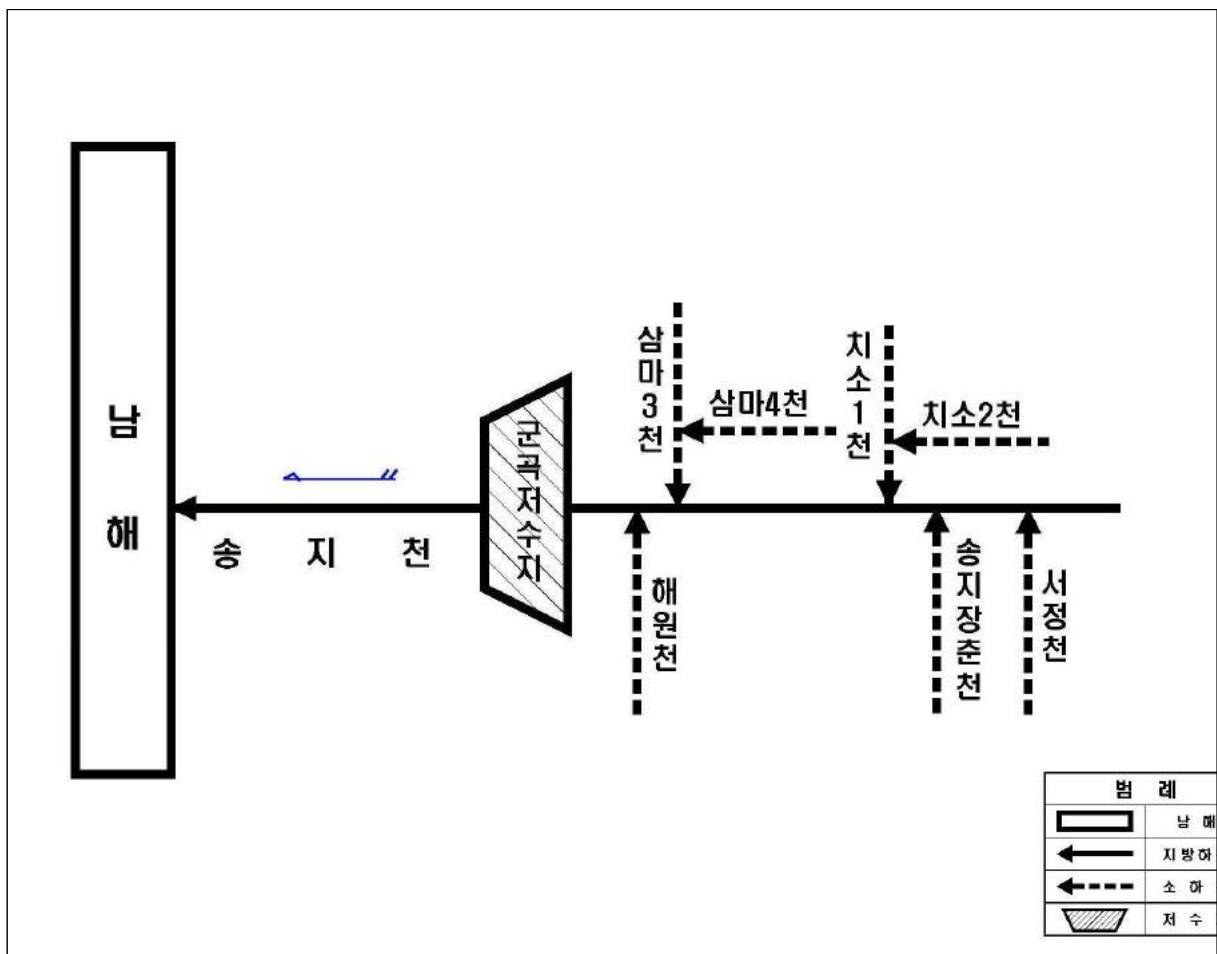 남해
송지천
군곡저수지
삼마3천
삼마4천
치소1천
치소2천
해원천
송지장춘천
서정천
범 례
남 해
지방하
소 하
저 수